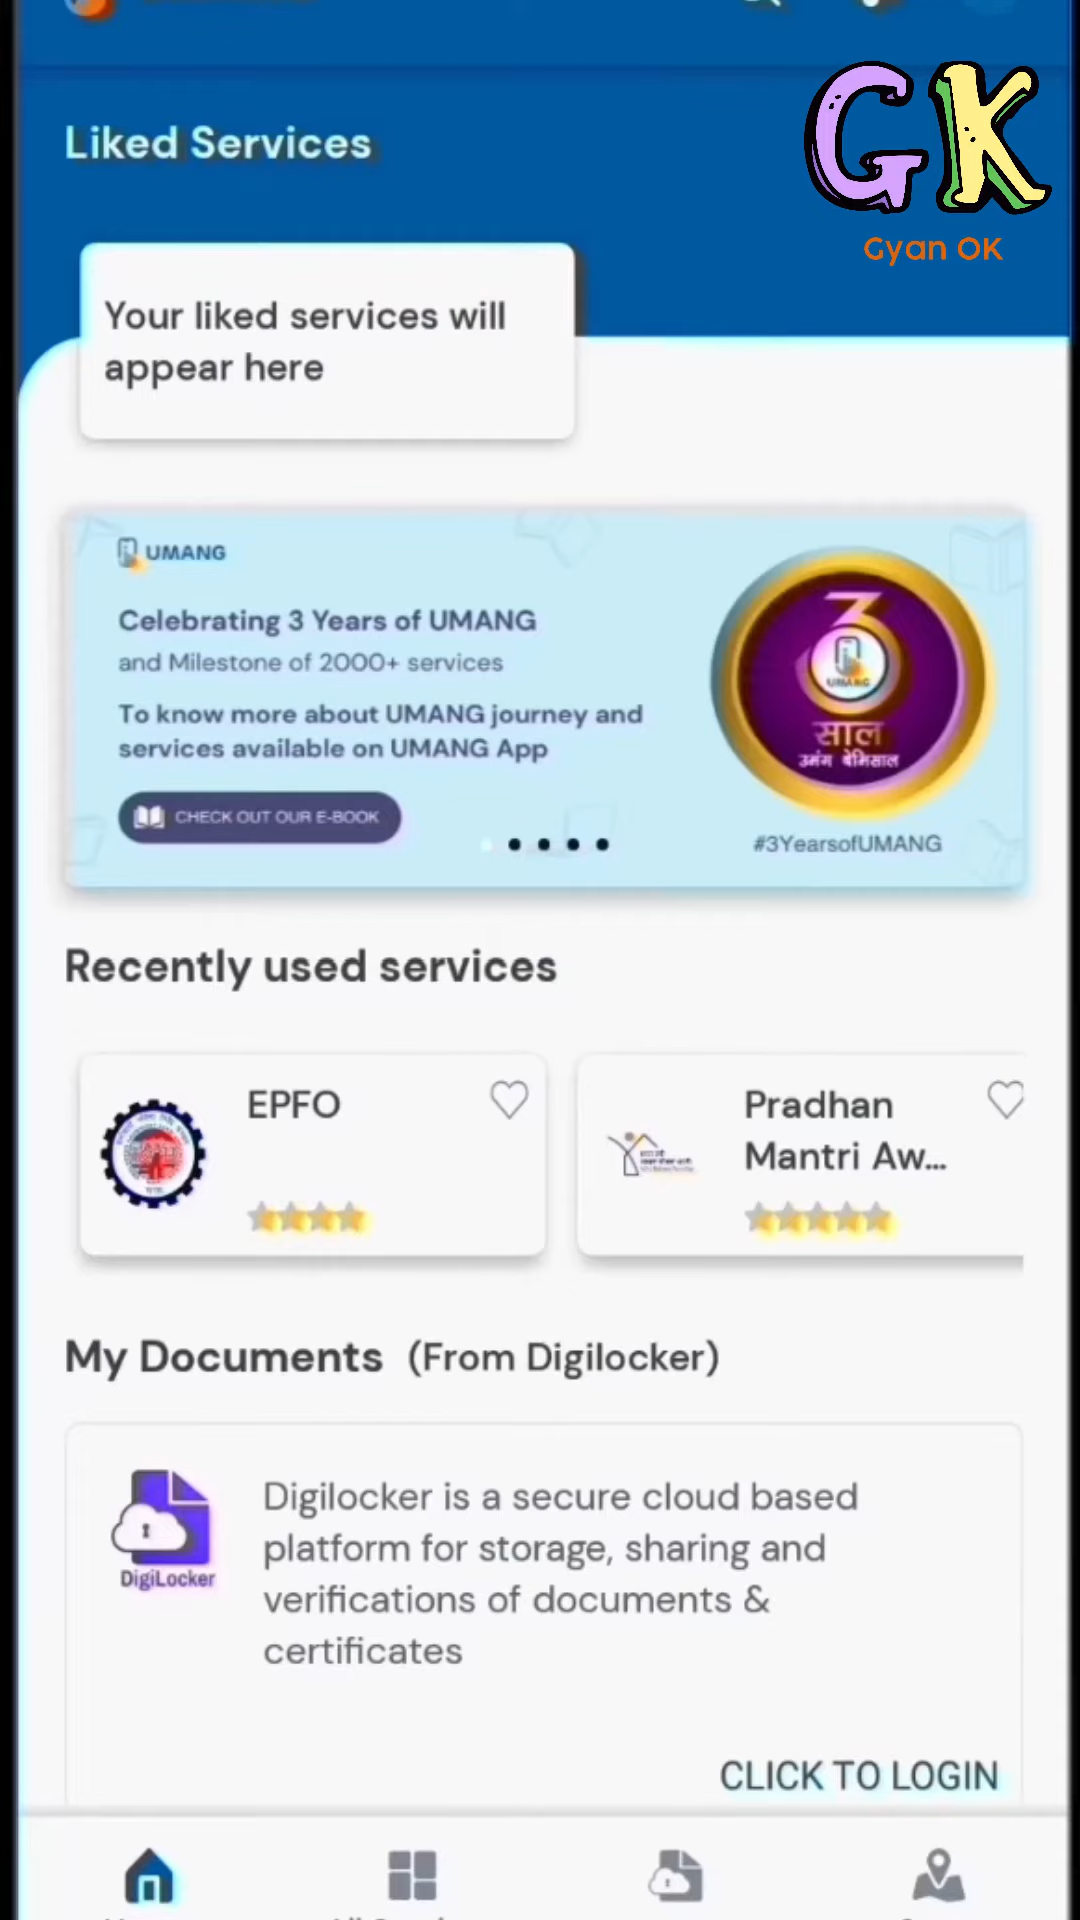 GK
Gyan OK
Liked Services
Your liked services will
appear here
UMANG
Celebrating 3 Years of UMANG
and Milestone of 2000+ services
To know more about UMANG journey and
services available on UMANG App
CHECK OUT OUR E-BOOK
3
UMANG
साल
उमंग बेमिसाल
#3YearsofUMANG
Recently used services
EPFO
Pradhan
Mantri Aw...
My Documents (From Digilocker)
DigiLocker
Digilocker is a secure cloud based
platform for storage, sharing and
verifications of documents &
certificates
CLICK TO LOGIN